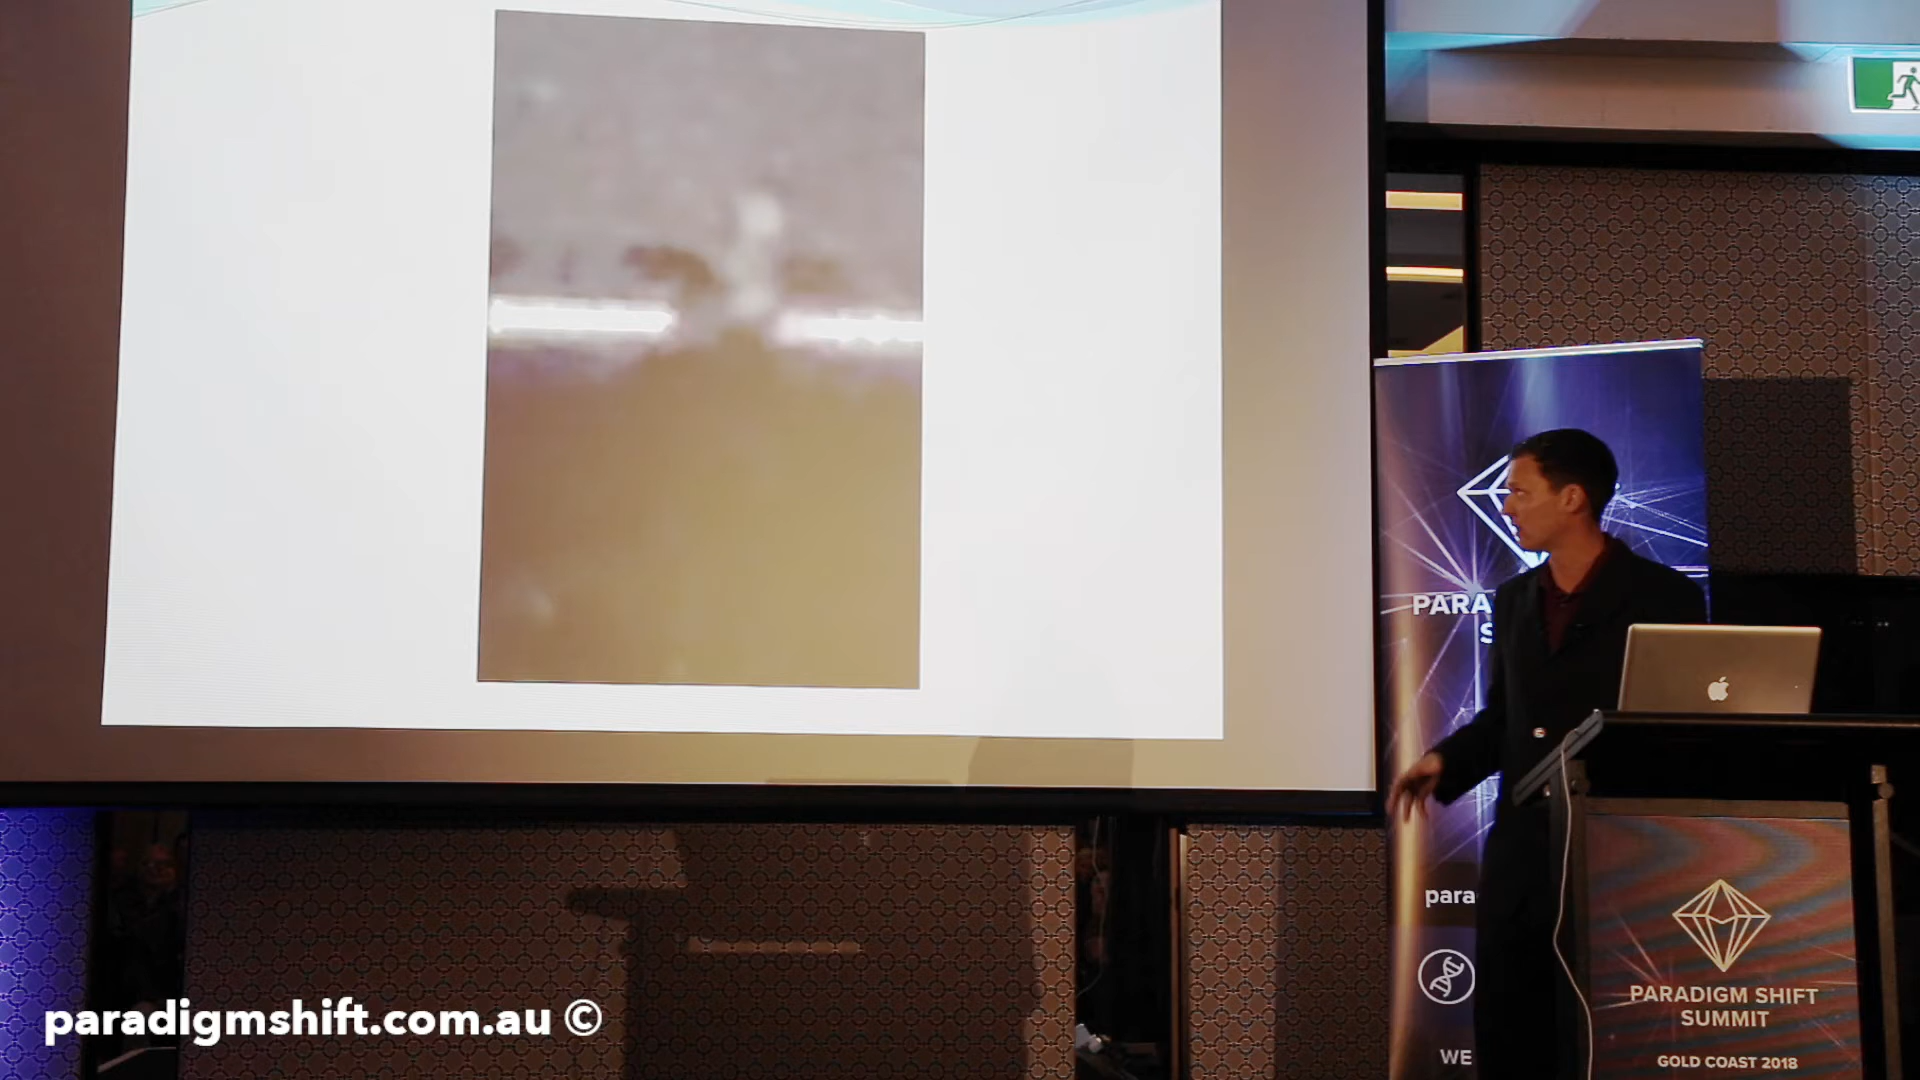 PARA
S
para
WE
PARADIGM SHIFT
SUMMIT
GOLD COAST 2018
paradigmshift.com.au ©